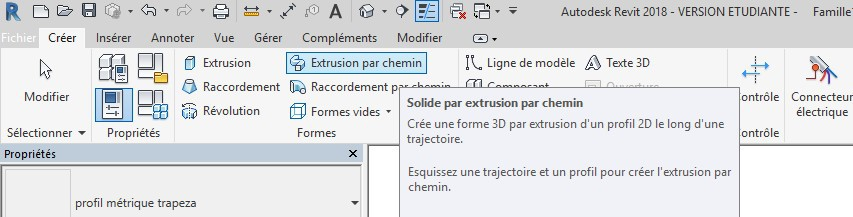 Autodesk Revit 2018 - VERSION ETUDIANTE - Famille
Fichier Créer Insérer Annoter Vue Gérer Compléments Modifier
Extrusion Extrusion par chemin Ligne de modèle Texte 3D
Modifier Raccordement Raccordement par chemin Composant Ouverture Contrôle Connecteur
Révolution Formes vides électrique
Sélectionner Propriétés Formes Contrôle
Solide par extrusion par chemin
Crée une forme 3D par extrusion d'un profil 2D le long d'une
trajectoire.
Esquissez une trajectoire et un profil pour créer l'extrusion par
chemin.
Propriétés
profil métrique trapeza